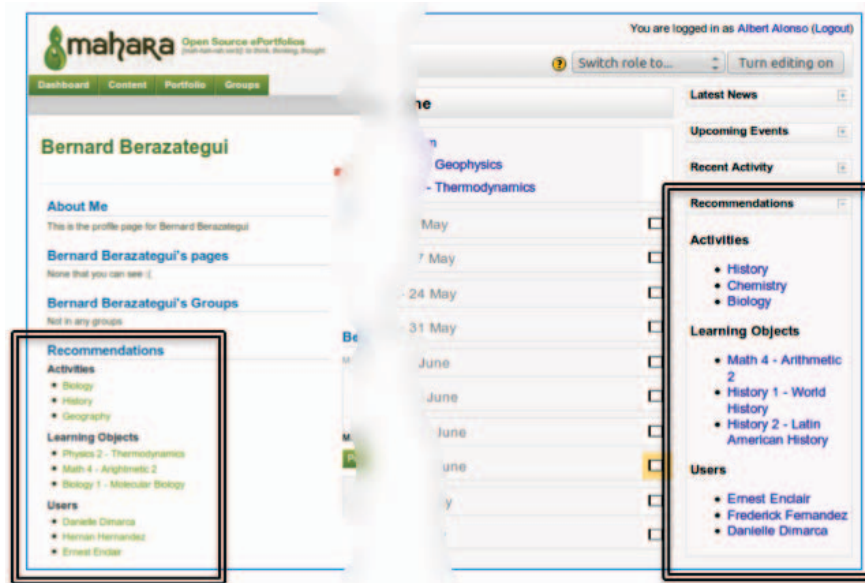 mahara Open Source ePortfolios
Dashboard Content Portfolio Groups
Bernard Berazategui
About Me
This is the profile page for Bernard Berazategui
Bernard Berazategui's pages
None that you can see :(
Bernard Berazategui's Groups
Not in any groups
Recommendations
Activities
Biology
History
Geography
Learning Objects
Physics 2 - Thermodynamics
Math 4 - Arightmetic 2
Biology 1 - Molecular Biology
Users
Danielle Dimarca
Hernan Hernandez
Ernest Enclair
You are logged in as Albert Alonso (Logout)
Switch role to... Turn editing on
Geophysics
- Thermodynamics
May
7 May
- 24 May
31 May
June
June
June
Latest News
Upcoming Events
Recent Activity
Recommendations
Activities
History
Chemistry
Biology
Learning Objects
Math 4 - Arithmetic
2
History 1 - World
History
History 2 - Latin
American History
Users
Ernest Enclair
Frederick Fernandez
Danielle Dimarca